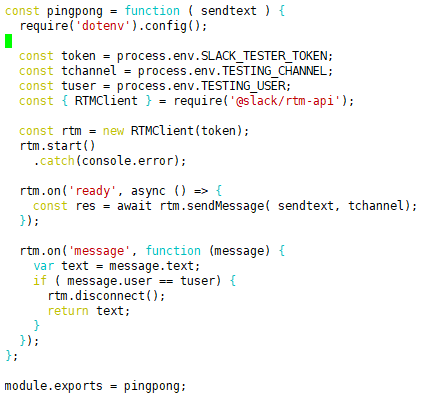 const pingpong = function ( sendtext ) {
  require('dotenv').config();

  const token = process.env.SLACK_TESTER_TOKEN;
  const tchannel = process.env.TESTING_CHANNEL;
  const tuser = process.env.TESTING_USER;
  const { RTMClient } = require('@slack/rtm-api');

  const rtm = new RTMClient(token);
  rtm.start()
    .catch(console.error);

  rtm.on('ready', async () => {
    const res = await rtm.sendMessage( sendtext, tchannel);
  });

  rtm.on('message', function (message) {
    var text = message.text;
    if ( message.user == tuser) {
      rtm.disconnect();
      return text;
    }
  });
};

module.exports = pingpong;